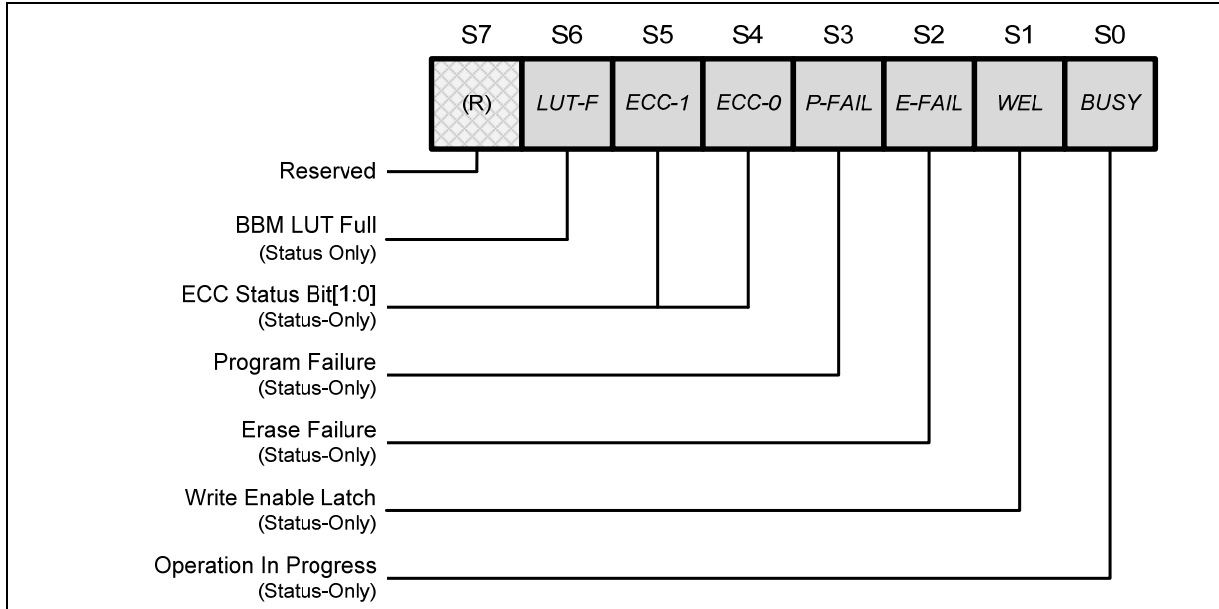 S7 S6 S5 S4 S3 S2 S1 S0
(R) LUT-F ECC-1 ECC-0 P-FAIL E-FAIL WEL BUSY
Reserved
BBM LUT Full
(Status Only)
ECC Status Bit[1:0]
(Status-Only)
Program Failure
(Status-Only)
Erase Failure
(Status-Only)
Write Enable Latch
(Status-Only)
Operation In Progress
(Status-Only)